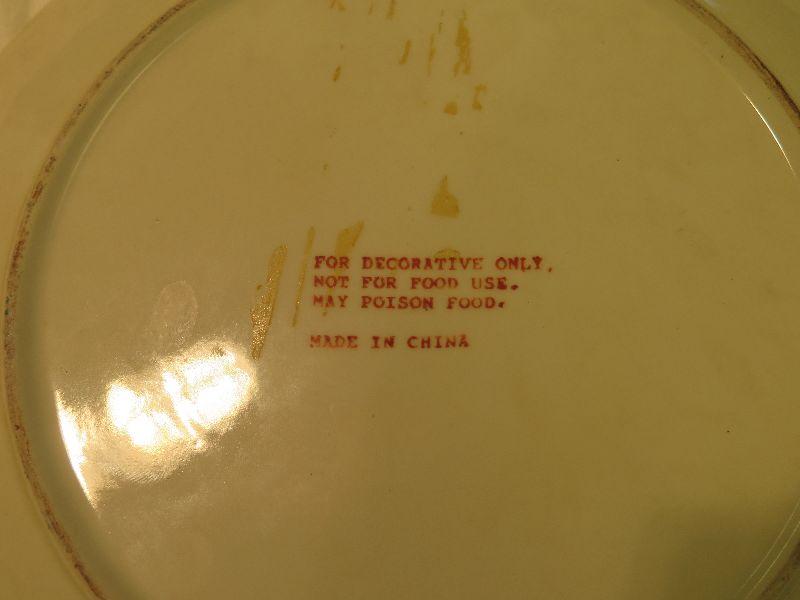 FOR DECORATIVE ONLY,
NOT FOR FOOD USE.
MAY POISON FOOD.
MADE IN CHINA